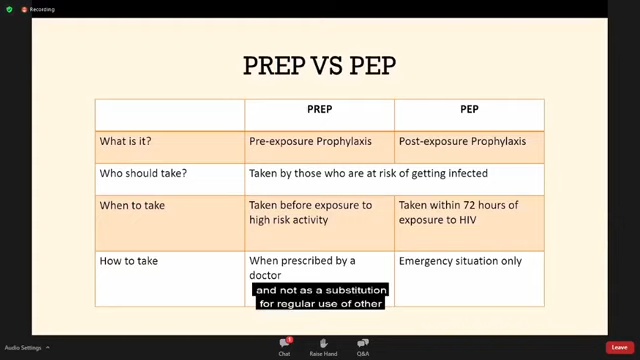 Recording
PREP VS PEP
PREP
PEP
What is it?
Pre-exposure Prophylaxis
Post-exposure Prophylaxis
Who should take?
Taken by those who are at risk of getting infected
When to take
Taken before exposure to
high risk activity
Taken within 72 hours of
exposure to HIV
How to take
When prescribed by a
doctor
Emergency situation only
and not as a substitution
for regular use of other
Audio Settings
Chat
Raise Hand
Q&A
Leave